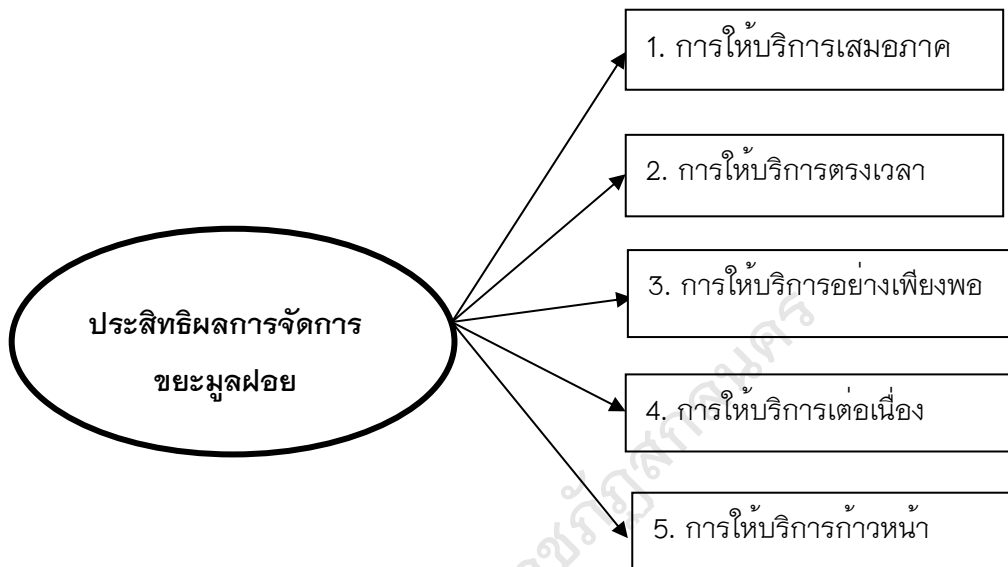 1. การให้บริการเสมอภาค
2. การให้บริการตรงเวลา
3. การให้บริการอย่างเพียงพอ
ประสิทธิผลการจัดการ
ขยะมูลฝอย
4. การให้บริการเต่อเนื่อง
5. การให้บริการก้าวหน้า